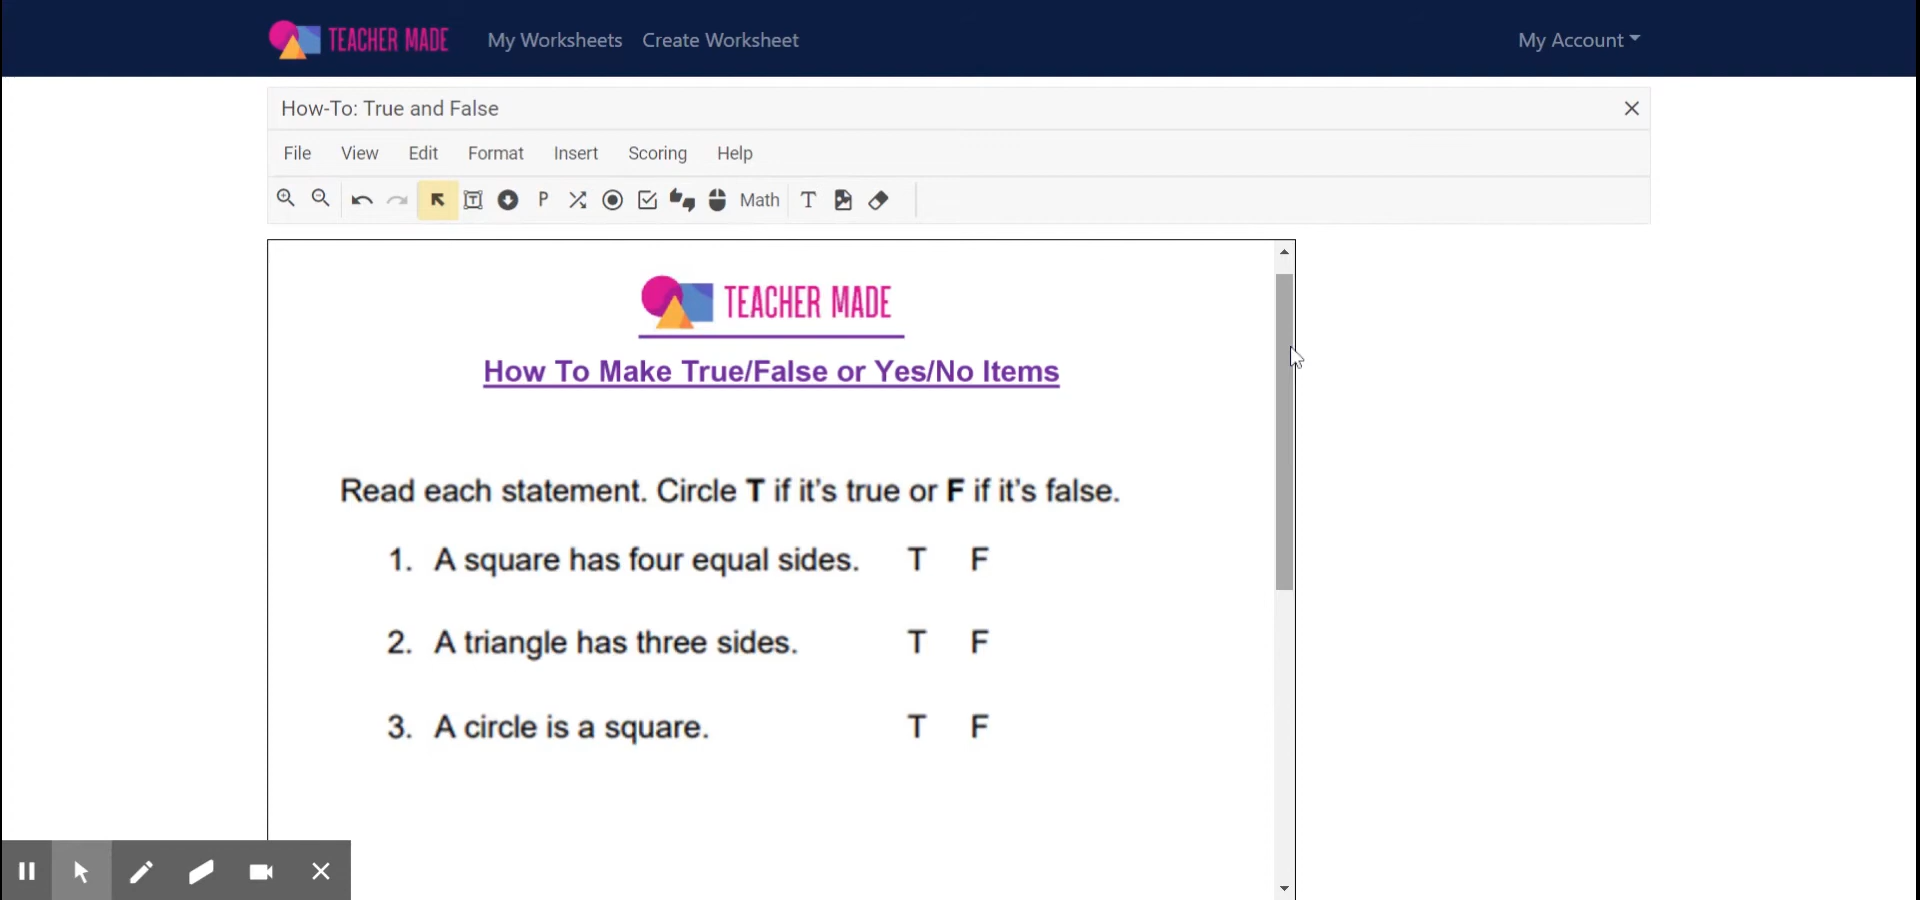 TEACHER MADE My Worksheets Create Worksheet My Account
How-To: True and False
File View Edit Format Insert Scoring Help
P Math T
TEACHER MADE
How To Make True/False or Yes/No Items
Read each statement. Circle T if it's true or F if it's false.
1. A square has four equal sides. T F
2. A triangle has three sides. T F
3. A circle is a square. T F